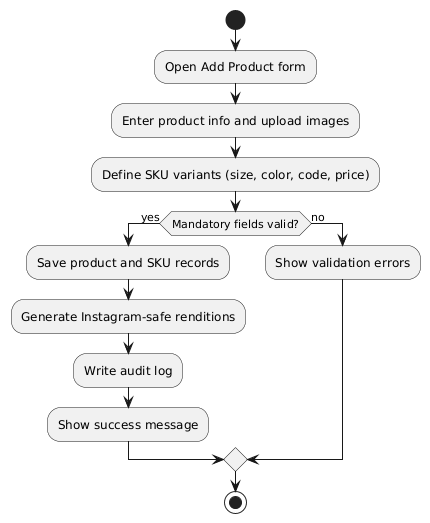 Open Add Product form
Enter product info and upload images
Define SKU variants (size, color, code, price)
Mandatory fields valid?
yes
no
Save product and SKU records
Show validation errors
Generate Instagram-safe renditions
Write audit log
Show success message